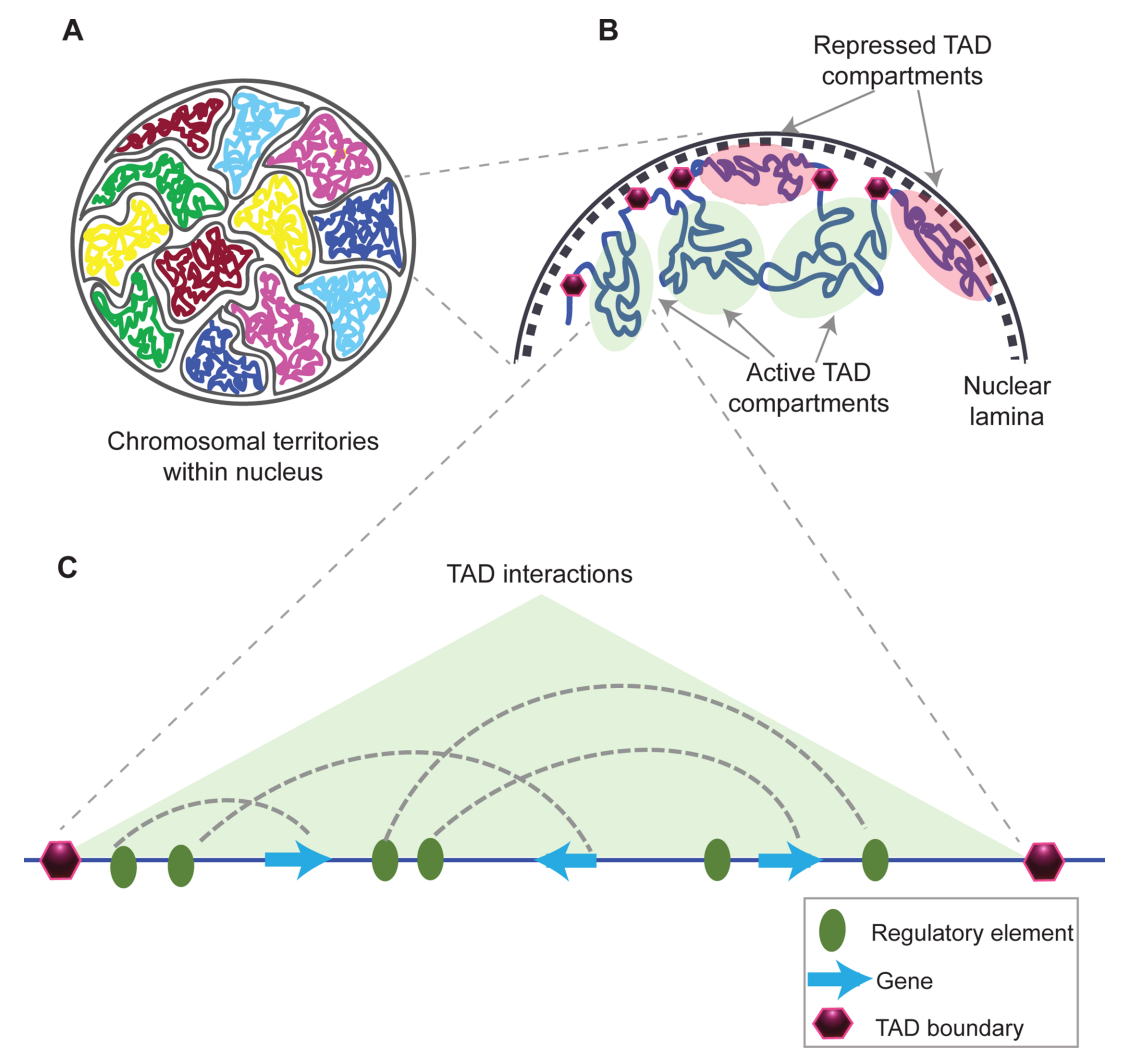 A
B
Repressed TAD
compartments
Active TAD
compartments
Nuclear
lamina
Chromosomal territories
within nucleus
C
TAD interactions
Regulatory element
Gene
TAD boundary